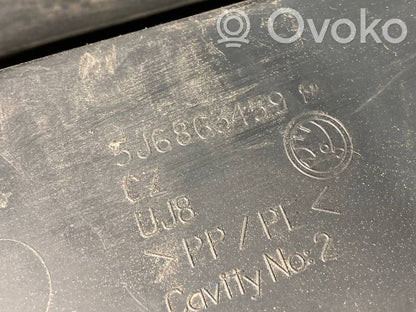 Ovoko
5J6863459
CZ
UJ8
>PP/PE<
Cavity No: 2